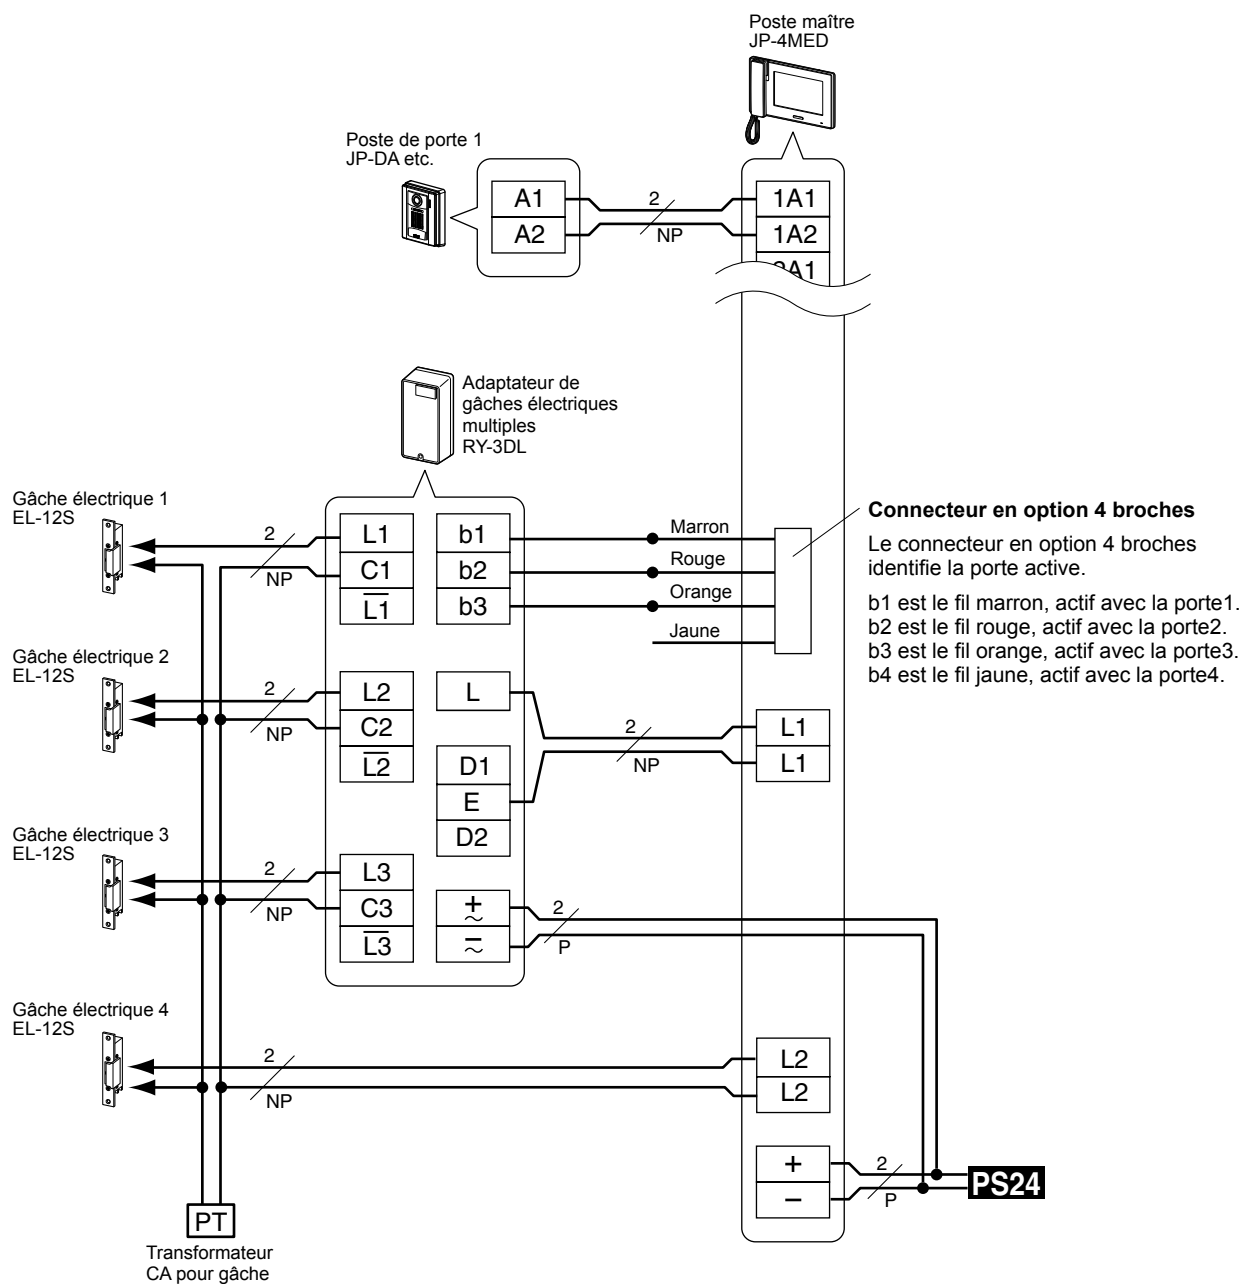 Poste maître
JP-4MED
Poste de porte 1
JP-DA etc.
A1
A2
2
NP
1A1
1A2
2A1
Adaptateur de
gâches électriques
multiples
RY-3DL
Gâche électrique 1
EL-12S
2
NP
L1
C1
L̅1̅
b1
b2
b3
Marron
Rouge
Orange
Jaune
Connecteur en option 4 broches
Le connecteur en option 4 broches
identifie la porte active.
b1 est le fil marron, actif avec la porte1.
b2 est le fil rouge, actif avec la porte2.
b3 est le fil orange, actif avec la porte3.
b4 est le fil jaune, actif avec la porte4.
Gâche électrique 2
EL-12S
2
NP
L2
C2
L̅2̅
L
D1
E
D2
2
NP
L1
L1
Gâche électrique 3
EL-12S
2
NP
L3
C3
L̅3̅
+
~
−
~
2
P
Gâche électrique 4
EL-12S
2
NP
L2
L2
+
−
2
P
PS24
PT
Transformateur
CA pour gâche